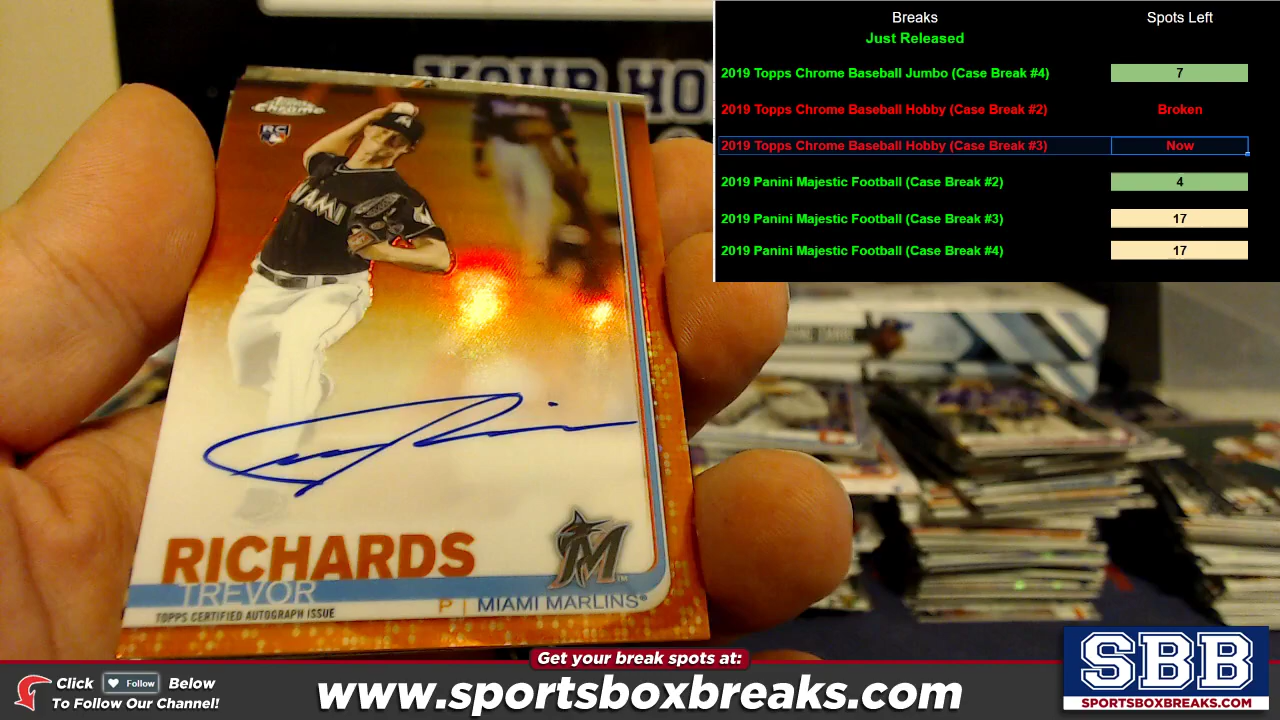 Breaks Spots Left
Just Released
2019 Topps Chrome Baseball Jumbo (Case Break #4) 7
2019 Topps Chrome Baseball Hobby (Case Break #2) Broken
2019 Topps Chrome Baseball Hobby (Case Break #3) Now
2019 Panini Majestic Football (Case Break #2) 4
2019 Panini Majestic Football (Case Break #3) 17
2019 Panini Majestic Football (Case Break #4) 17
YOUR HO
Topps
Chrome
RC
MIAMI
RICHARDS
TREVOR
P | MIAMI MARLINS®
TOPPS CERTIFIED AUTOGRAPH ISSUE
M
Get your break spots at:
Click Follow Below
To Follow Our Channel!
www.sportsboxbreaks.com
SBB
SPORTSBOXBREAKS.COM